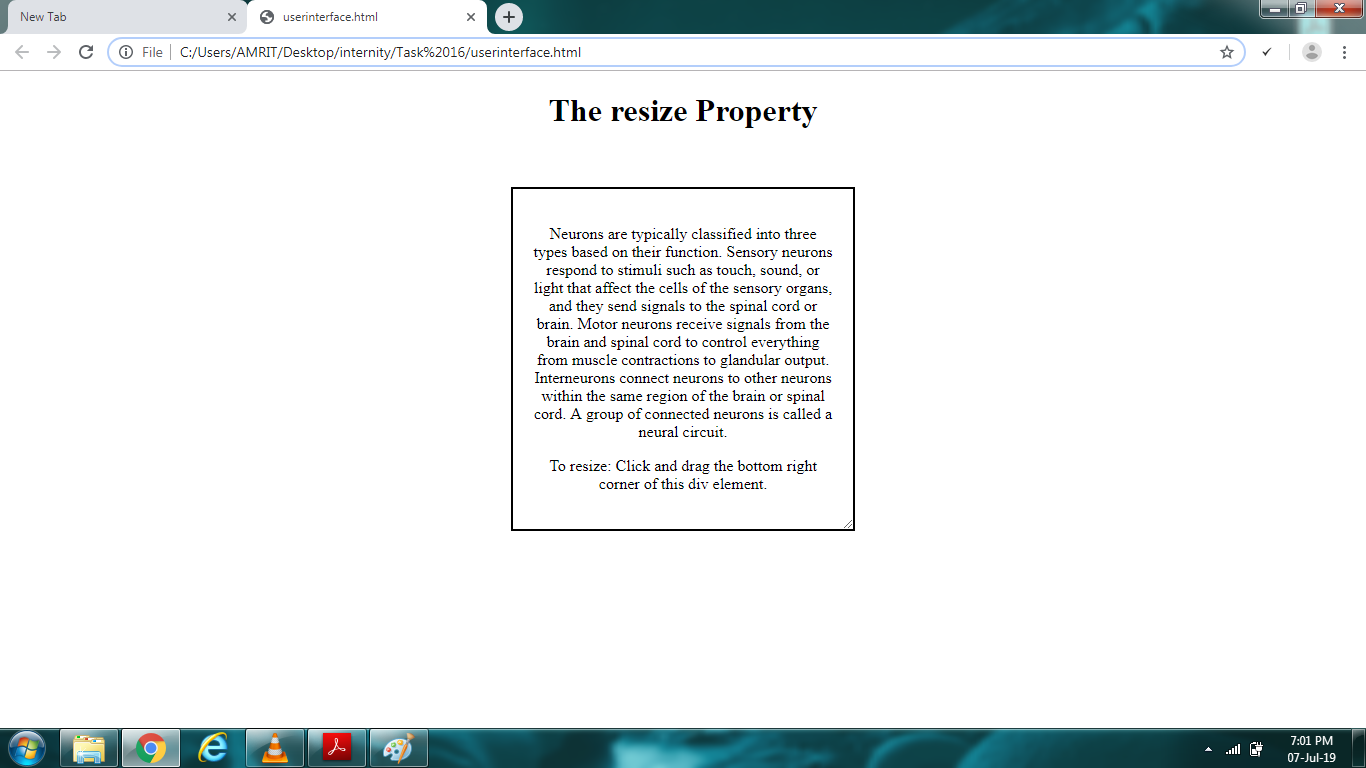 New Tab
userinterface.html
File
C:/Users/AMRIT/Desktop/internity/Task%2016/userinterface.html
The resize Property
Neurons are typically classified into three
types based on their function. Sensory neurons
respond to stimuli such as touch, sound, or
light that affect the cells of the sensory organs,
and they send signals to the spinal cord or
brain. Motor neurons receive signals from the
brain and spinal cord to control everything
from muscle contractions to glandular output.
Interneurons connect neurons to other neurons
within the same region of the brain or spinal
cord. A group of connected neurons is called a
neural circuit.
To resize: Click and drag the bottom right
corner of this div element.
7:01 PM
07-Jul-19